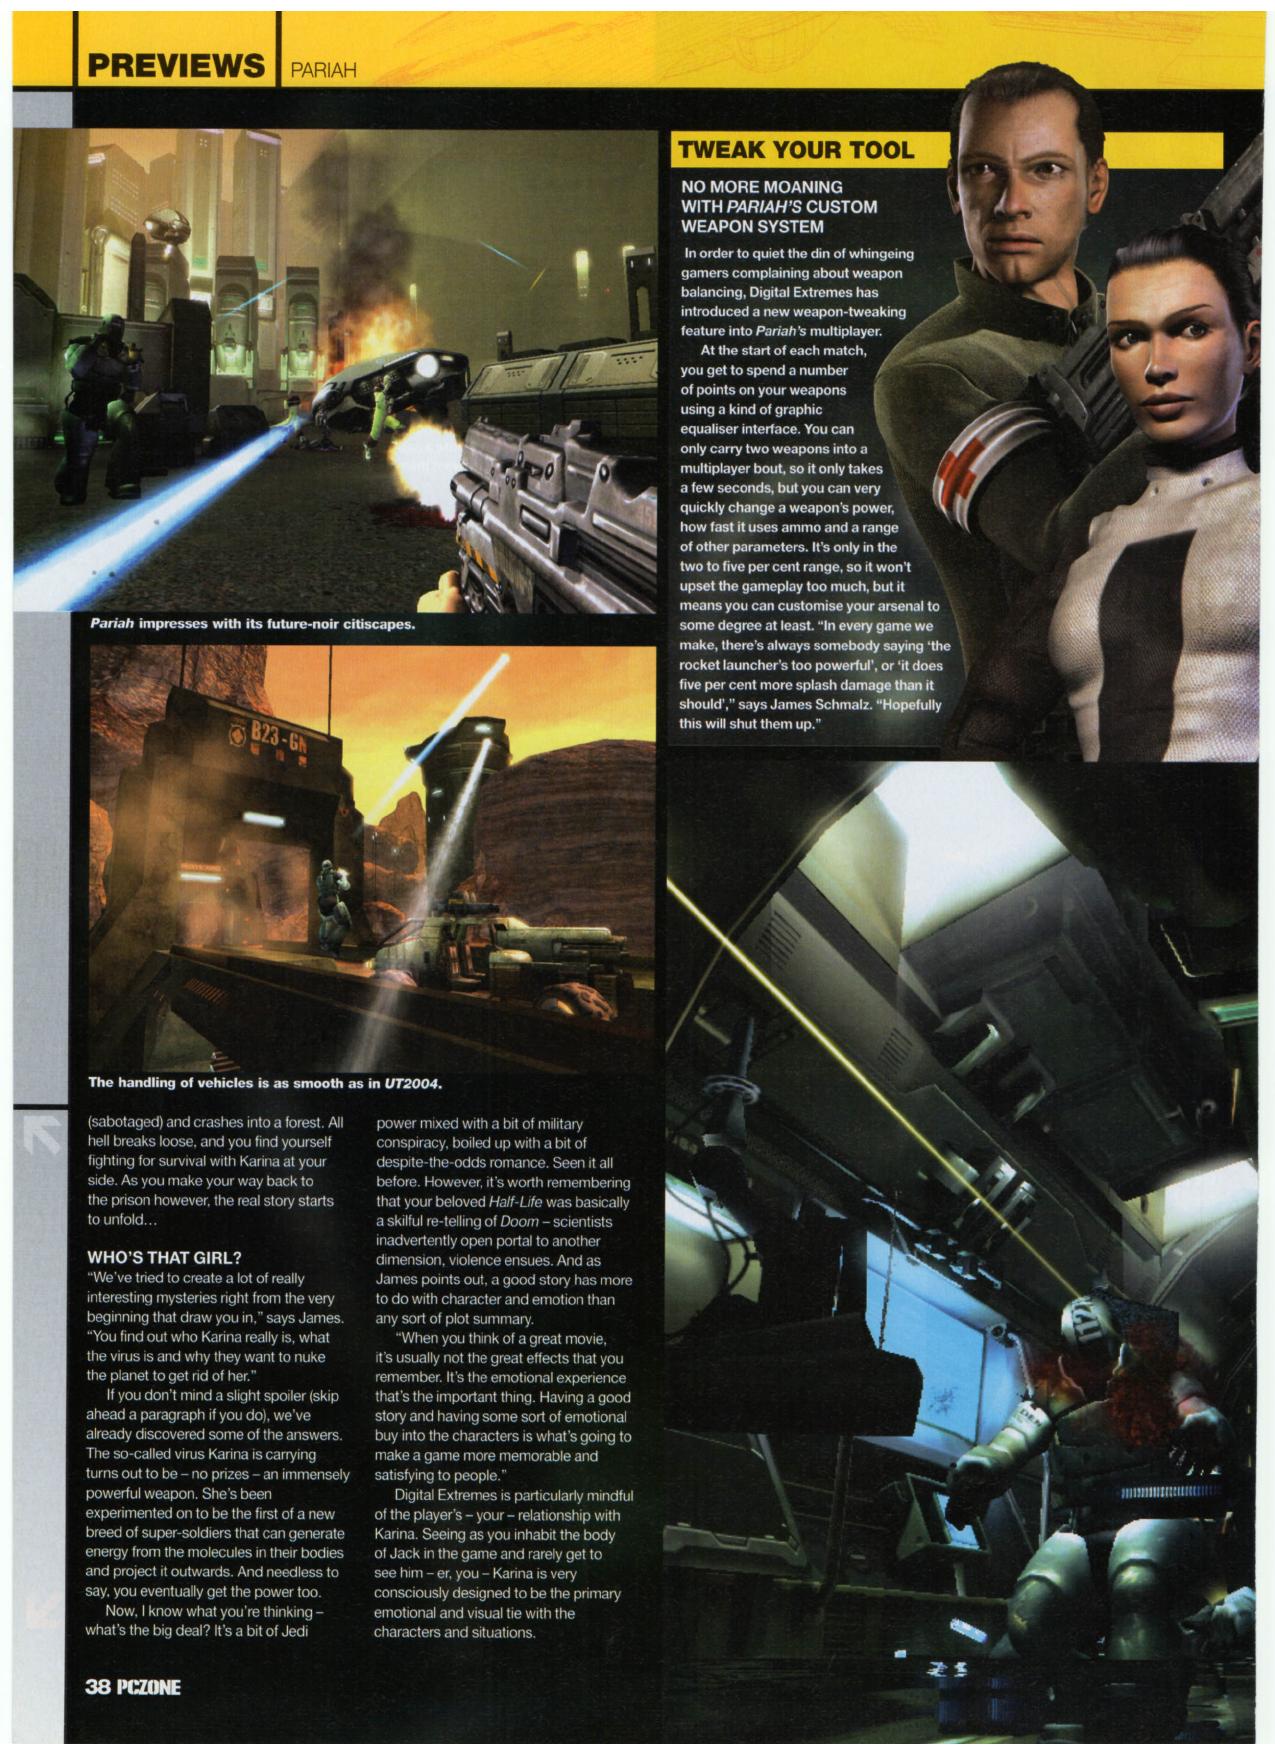 PREVIEWS PARIAH
Pariah impresses with its future-noir citiscapes.
B23-GN
The handling of vehicles is as smooth as in UT2004.
TWEAK YOUR TOOL
NO MORE MOANING
WITH PARIAH'S CUSTOM
WEAPON SYSTEM
In order to quiet the din of whingeing
gamers complaining about weapon
balancing, Digital Extremes has
introduced a new weapon-tweaking
feature into Pariah's multiplayer.
At the start of each match,
you get to spend a number
of points on your weapons
using a kind of graphic
equaliser interface. You can
only carry two weapons into a
multiplayer bout, so it only takes
a few seconds, but you can very
quickly change a weapon's power,
how fast it uses ammo and a range
of other parameters. It's only in the
two to five per cent range, so it won't
upset the gameplay too much, but it
means you can customise your arsenal to
some degree at least. “In every game we
make, there's always somebody saying ‘the
rocket launcher's too powerful’, or ‘it does
five per cent more splash damage than it
should’,” says James Schmalz. “Hopefully
this will shut them up.”
(sabotaged) and crashes into a forest. All
hell breaks loose, and you find yourself
fighting for survival with Karina at your
side. As you make your way back to
the prison however, the real story starts
to unfold…
WHO'S THAT GIRL?
“We've tried to create a lot of really
interesting mysteries right from the very
beginning that draw you in,” says James.
“You find out who Karina really is, what
the virus is and why they want to nuke
the planet to get rid of her.”
If you don't mind a slight spoiler (skip
ahead a paragraph if you do), we've
already discovered some of the answers.
The so-called virus Karina is carrying
turns out to be – no prizes – an immensely
powerful weapon. She's been
experimented on to be the first of a new
breed of super-soldiers that can generate
energy from the molecules in their bodies
and project it outwards. And needless to
say, you eventually get the power too.
Now, I know what you're thinking –
what's the big deal? It's a bit of Jedi
power mixed with a bit of military
conspiracy, boiled up with a bit of
despite-the-odds romance. Seen it all
before. However, it's worth remembering
that your beloved Half-Life was basically
a skilful re-telling of Doom – scientists
inadvertently open portal to another
dimension, violence ensues. And as
James points out, a good story has more
to do with character and emotion than
any sort of plot summary.
“When you think of a great movie,
it's usually not the great effects that you
remember. It's the emotional experience
that's the important thing. Having a good
story and having some sort of emotional
buy into the characters is what's going to
make a game more memorable and
satisfying to people.”
Digital Extremes is particularly mindful
of the player's – your – relationship with
Karina. Seeing as you inhabit the body
of Jack in the game and rarely get to
see him – er, you – Karina is very
consciously designed to be the primary
emotional and visual tie with the
characters and situations.
38 PCZONE